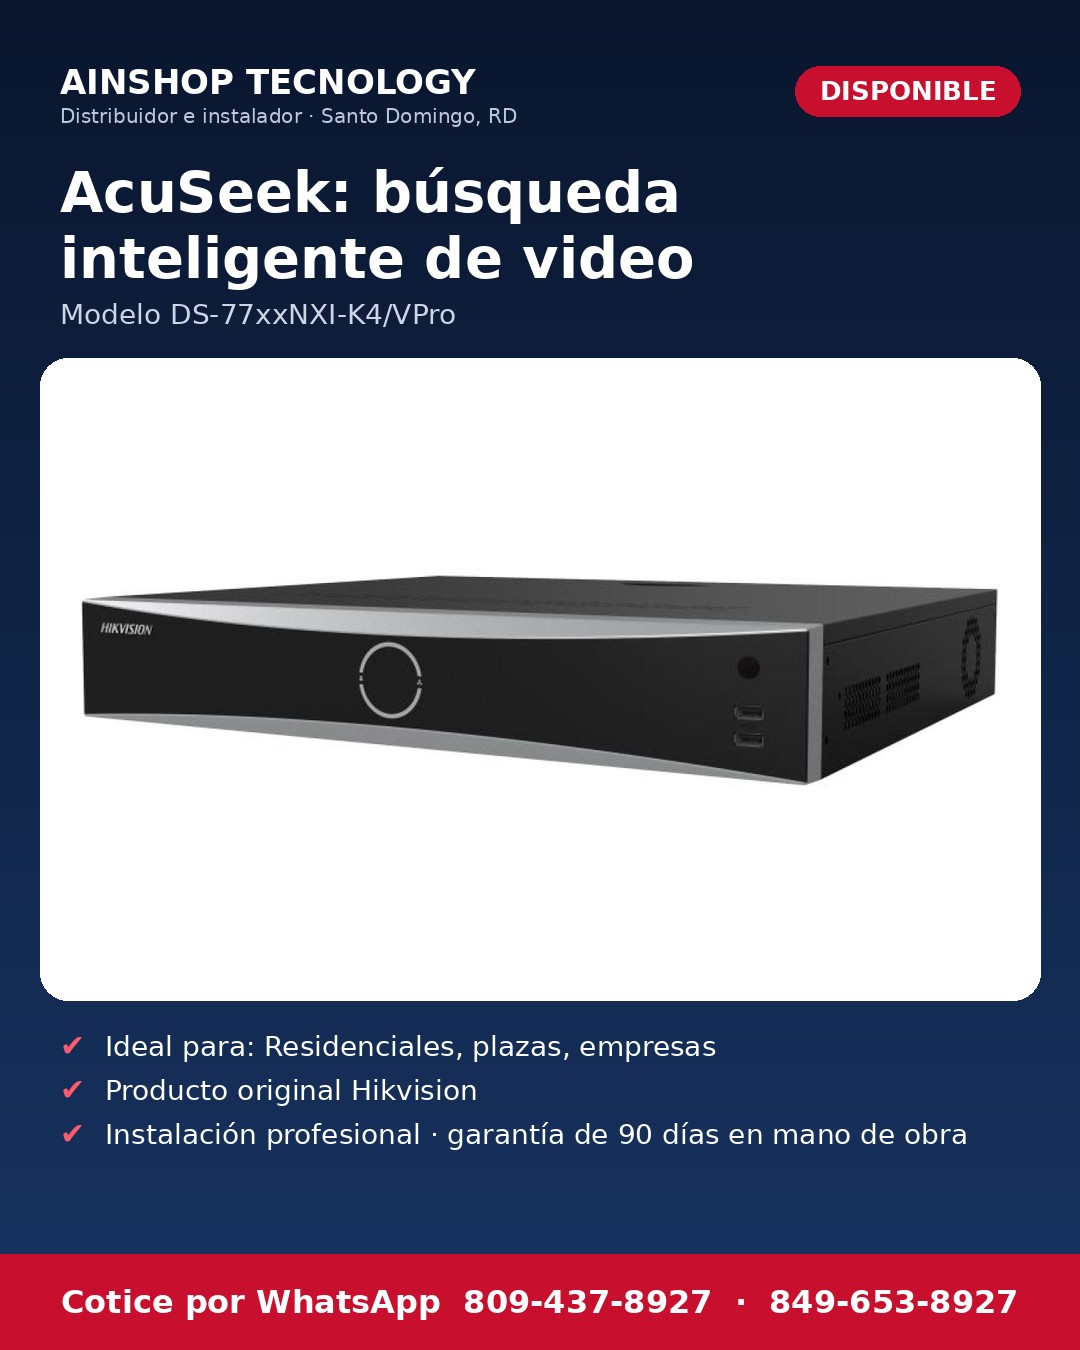 AINSHOP TECNOLOGY
DISPONIBLE
Distribuidor e instalador · Santo Domingo, RD
AcuSeek: búsqueda
inteligente de video
Modelo DS-77xxNXI-K4/VPro
HIKVISION
✔ Ideal para: Residenciales, plazas, empresas
✔ Producto original Hikvision
✔ Instalación profesional · garantía de 90 días en mano de obra
Cotice por WhatsApp 809-437-8927 · 849-653-8927